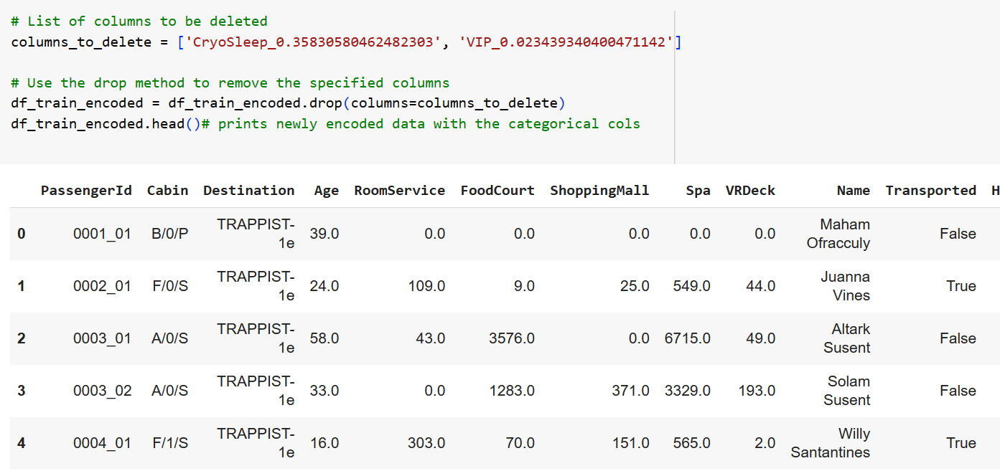 # List of columns to be deleted
columns_to_delete = ['CryoSleep_0.35830580462482303', 'VIP_0.023439340400471142']
# Use the drop method to remove the specified columns
df_train_encoded = df_train_encoded.drop(columns=columns_to_delete)
df_train_encoded.head()# prints newly encoded data with the categorical cols
PassengerId Cabin Destination Age RoomService FoodCourt ShoppingMall Spa VRDeck Name Transported H
0 0001_01 B/0/P TRAPPIST-1e 39.0 0.0 0.0 0.0 0.0 0.0 Maham Ofracculy False
1 0002_01 F/0/S TRAPPIST-1e 24.0 109.0 9.0 25.0 549.0 44.0 Juanna Vines True
2 0003_01 A/0/S TRAPPIST-1e 58.0 43.0 3576.0 0.0 6715.0 49.0 Altark Susent False
3 0003_02 A/0/S TRAPPIST-1e 33.0 0.0 1283.0 371.0 3329.0 193.0 Solam Susent False
4 0004_01 F/1/S TRAPPIST-1e 16.0 303.0 70.0 151.0 565.0 2.0 Willy Santantines True